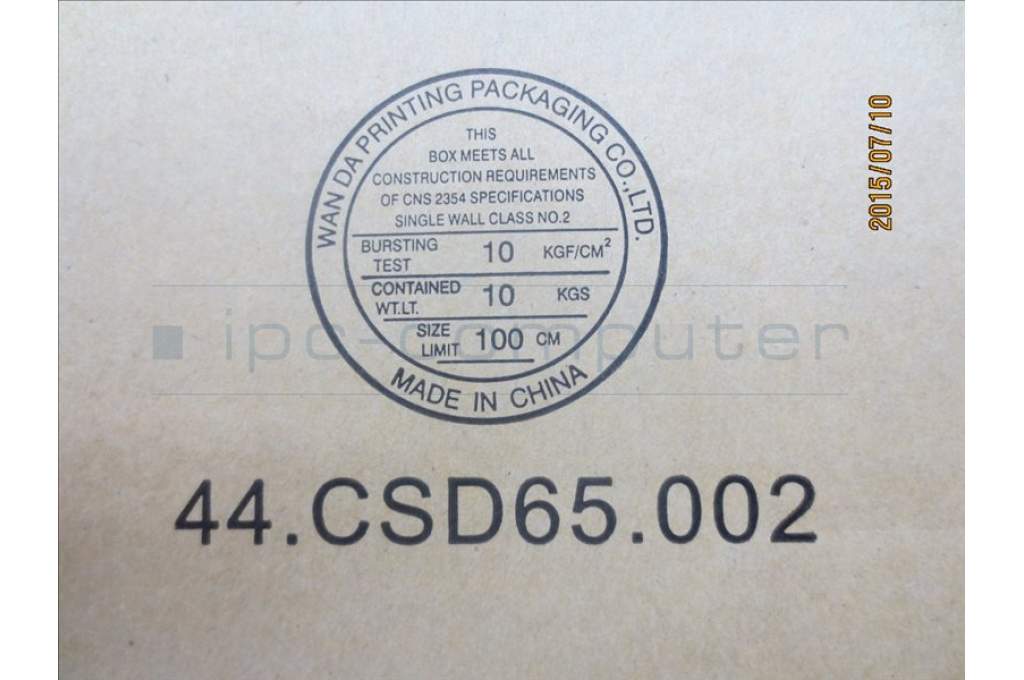 WAN DA PRINTING PACKAGING CO.,LTD.
THIS
BOX MEETS ALL
CONSTRUCTION REQUIREMENTS
OF CNS 2354 SPECIFICATIONS
SINGLE WALL CLASS NO.2
BURSTING TEST 10 KGF/CM²
CONTAINED WT.LT. 10 KGS
SIZE LIMIT 100 CM
MADE IN CHINA
44.CSD65.002
2015/07/10
ipc-computer